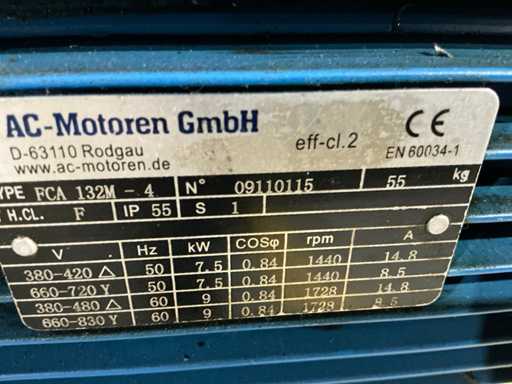 AC-Motoren GmbH
D-63110 Rodgau
www.ac-motoren.de
eff-cl.2
CE
EN 60034-1
TYPE FCA 132M - 4 N° 09110115 55 kg
H.CL. F IP 55 S 1
V Hz kW COSφ rpm A
380-420 △ 50 7.5 0.84 1440 14.8
660-720 Y 50 7.5 0.84 1440 8.5
380-480 △ 60 9 0.84 1728 14.8
660-830 Y 60 9 0.84 1728 8.5